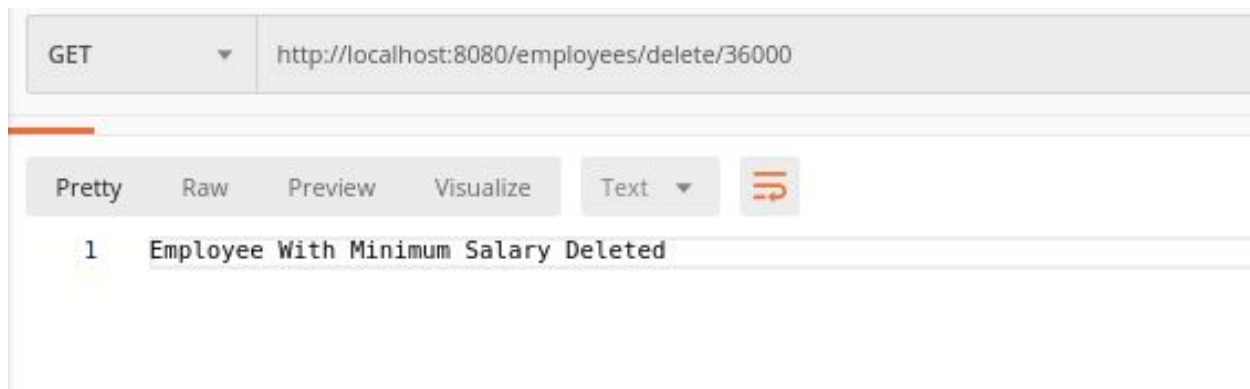 GET http://localhost:8080/employees/delete/36000
Pretty Raw Preview Visualize Text
1 Employee With Minimum Salary Deleted